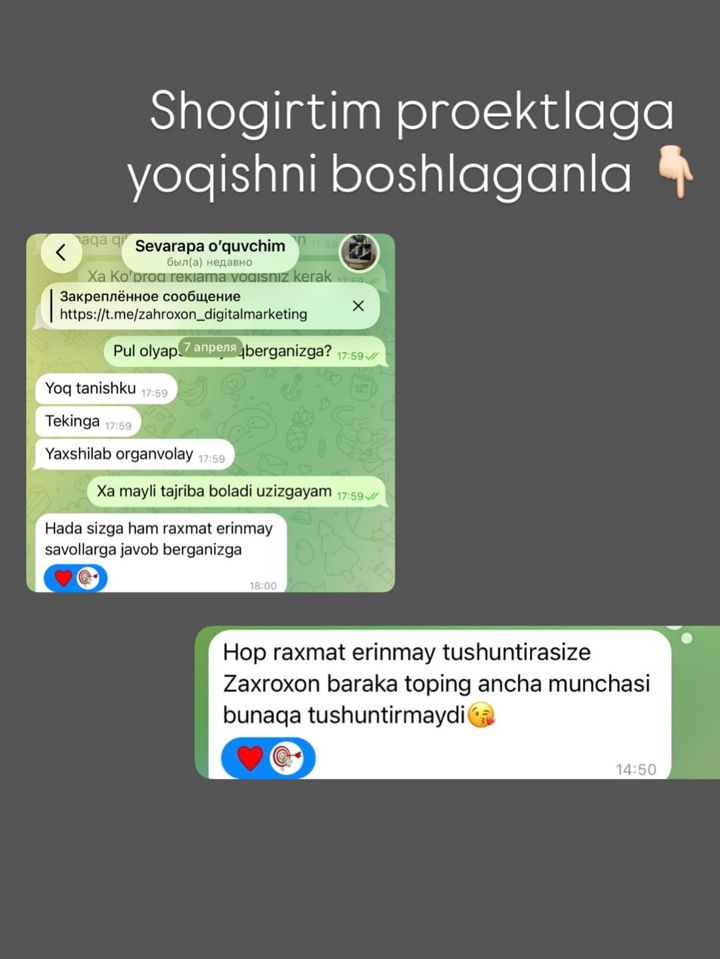 Shogirtim proektlaga
yoqishni boshlaganla 👇🏻
Sevarapa o'quvchim
был(а) недавно
17:58
Xa Ko'proq reklama yoqisniz kerak
Закреплённое сообщение
https://t.me/zahroxon_digitalmarketing
7 апреля
Pul olyaps qberganizga? 17:59
Yoq tanishku 17:59
Tekinga 17:59
Yaxshilab organvolay 17:59
Xa mayli tajriba boladi uzizgayam 17:59
Hada sizga ham raxmat erinmay
savollarga javob berganizga
❤️🎯
18:00
Hop raxmat erinmay tushuntirasize
Zaxroxon baraka toping ancha munchasi
bunaqa tushuntirmaydi😘
❤️🎯
14:50